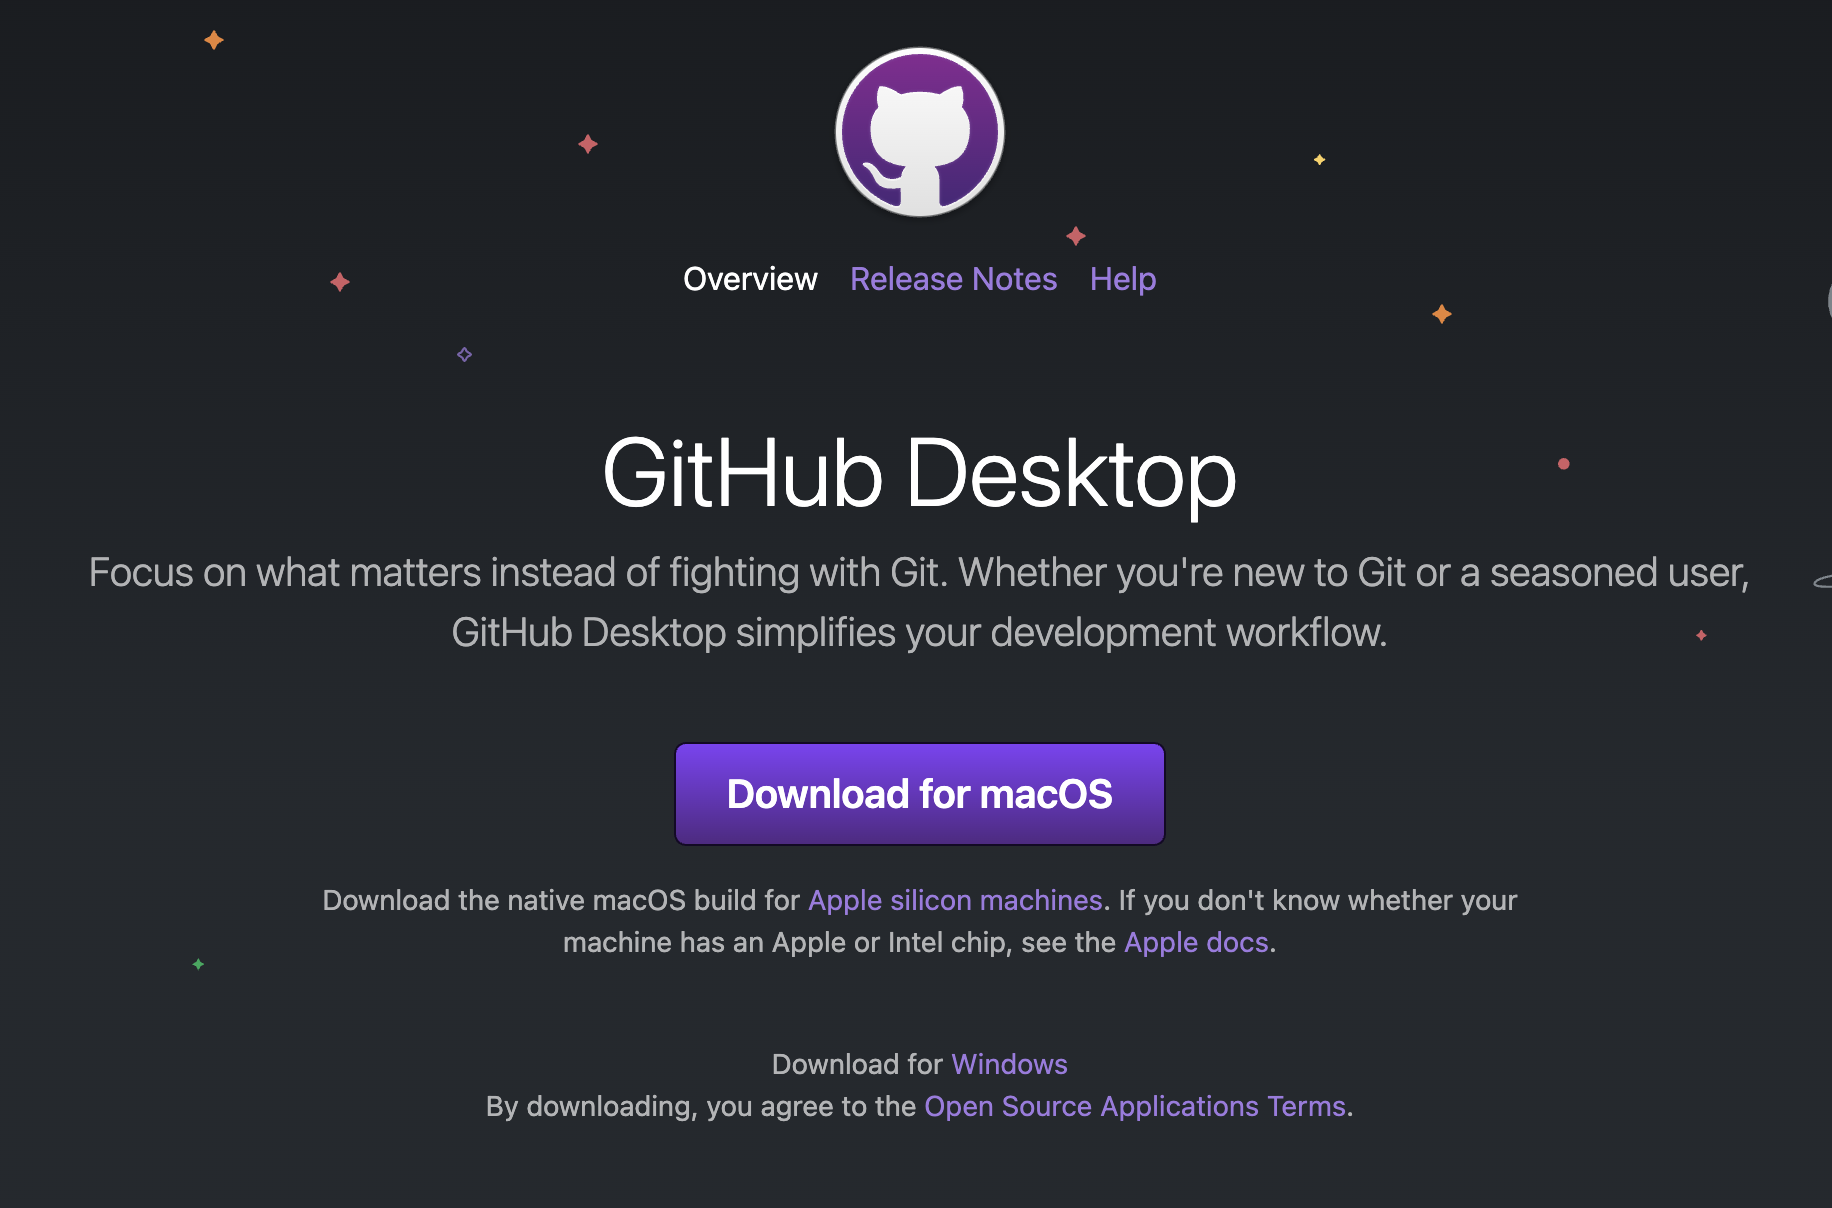 Overview Release Notes Help
GitHub Desktop
Focus on what matters instead of fighting with Git. Whether you're new to Git or a seasoned user,
GitHub Desktop simplifies your development workflow.
Download for macOS
Download the native macOS build for Apple silicon machines. If you don't know whether your
machine has an Apple or Intel chip, see the Apple docs.
Download for Windows
By downloading, you agree to the Open Source Applications Terms.